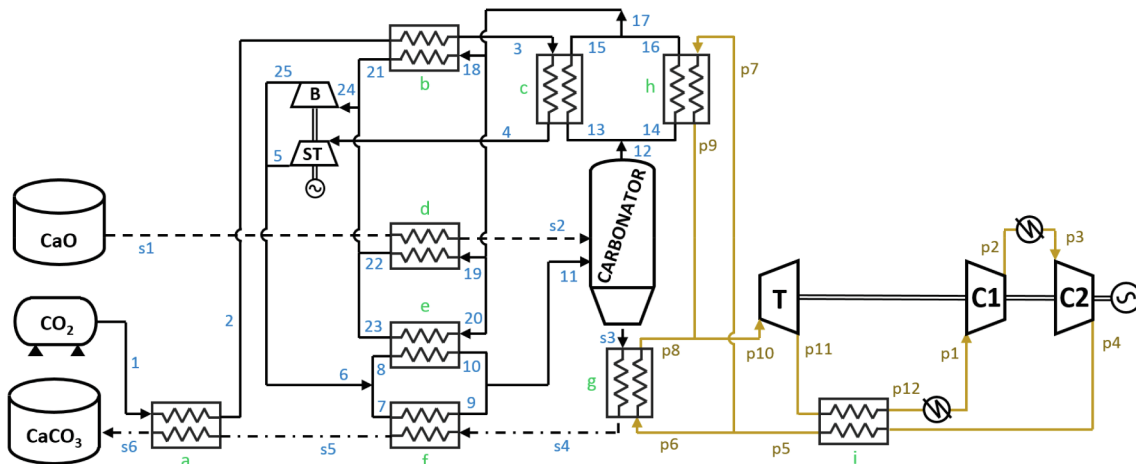 17
3
15
16
p7
25
21
18
B
24
b
c
h
4
13
14
p9
5
12
ST
CARBONATOR
d
CaO
s1
s2
22
19
11
p2
p3
T
C1
C2
e
CO2
2
23
20
1
8
10
s3
p8
p10
p11
p1
p4
6
g
7
9
p12
CaCO3
s6
s5
s4
p6
p5
a
f
i